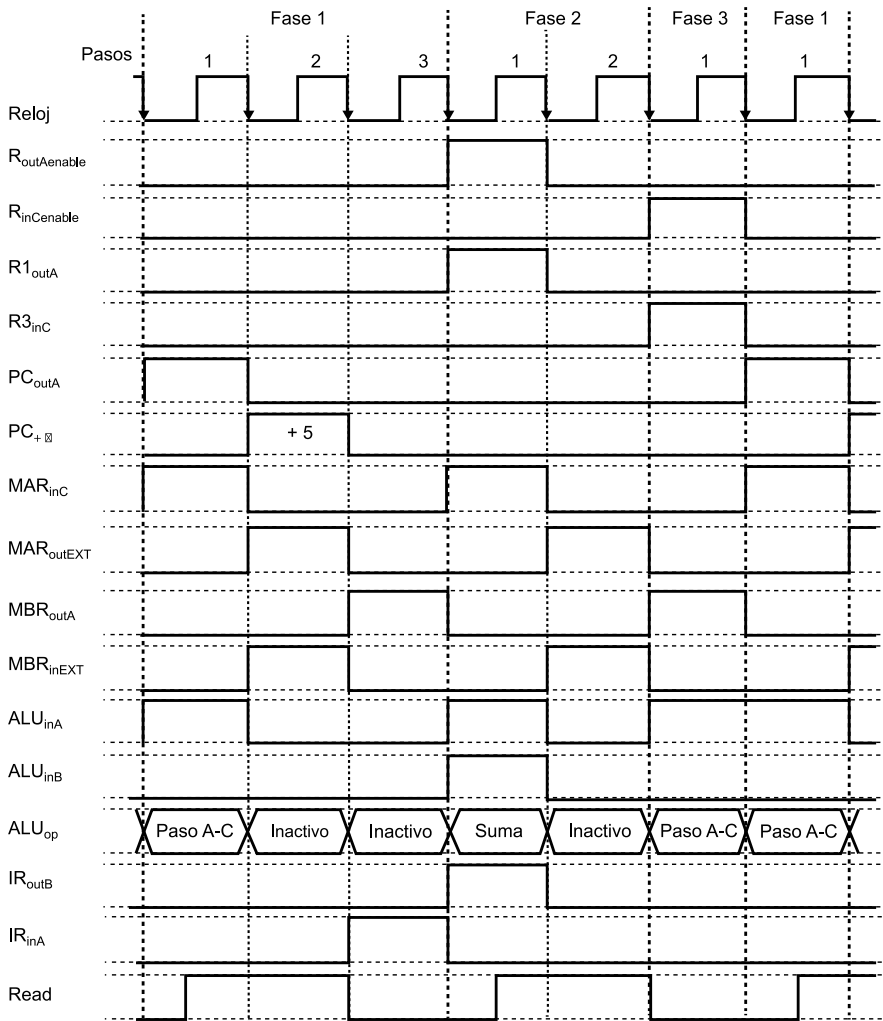 Fase 1 Fase 2 Fase 3 Fase 1
Pasos 1 2 3 1 2 1 1
Reloj
RoutAenable
RinCenable
R1outA
R3inC
PCoutA
PC+ + 5
MARinC
MARoutEXT
MBRoutA
MBRinEXT
ALUinA
ALUinB
ALUop Paso A-C Inactivo Inactivo Suma Inactivo Paso A-C Paso A-C
IRoutB
IRinA
Read